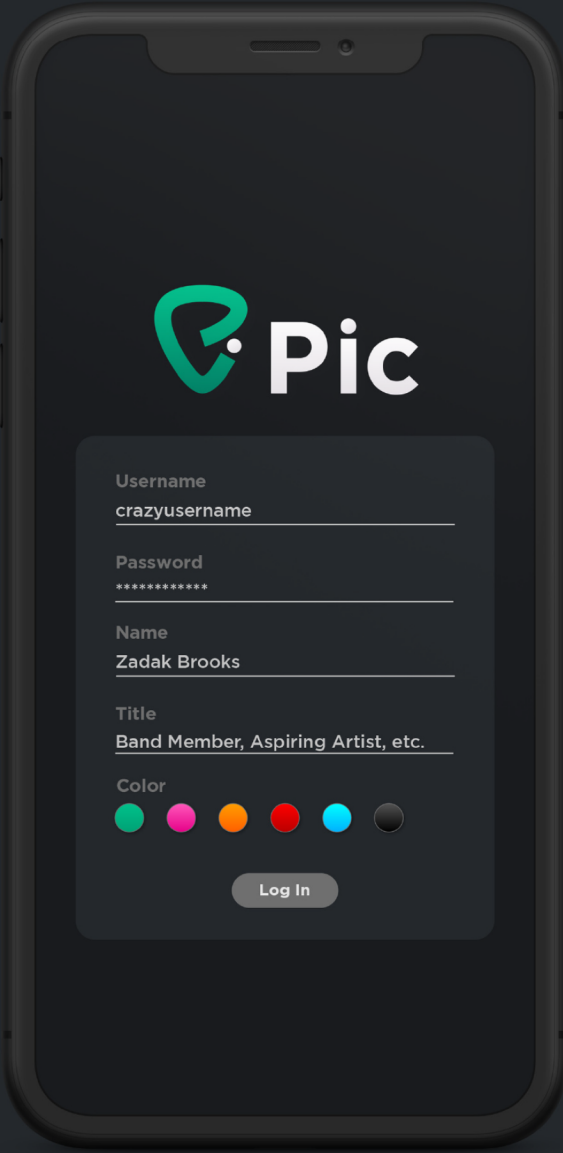 Pic
Username
crazyusername
Password
************
Name
Zadak Brooks
Title
Band Member, Aspiring Artist, etc.
Color
Log In